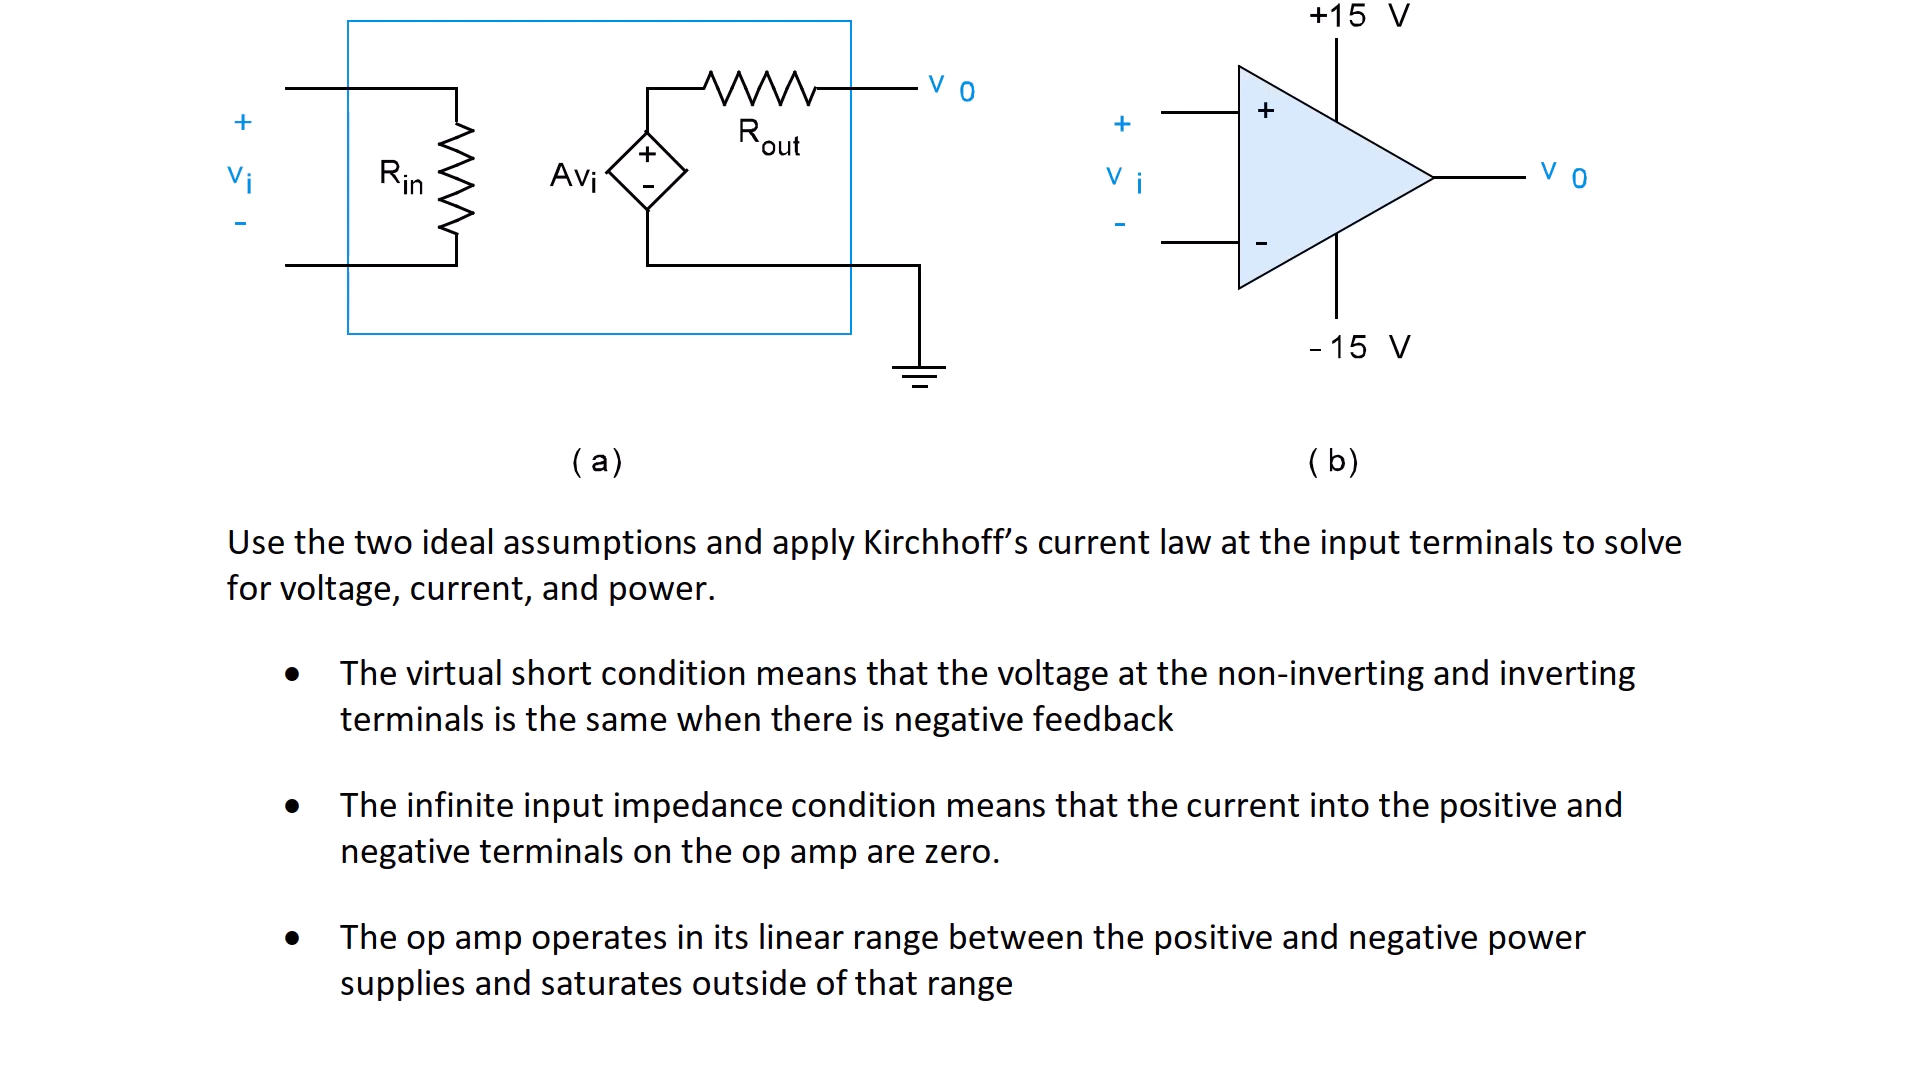 +15 V
+
v i
-
R in
Av i
+
-
R out
v 0
+
v i
-
+
-
v 0
-15 V
(a)
(b)
Use the two ideal assumptions and apply Kirchhoff’s current law at the input terminals to solve
for voltage, current, and power.
• The virtual short condition means that the voltage at the non-inverting and inverting
terminals is the same when there is negative feedback
• The infinite input impedance condition means that the current into the positive and
negative terminals on the op amp are zero.
• The op amp operates in its linear range between the positive and negative power
supplies and saturates outside of that range